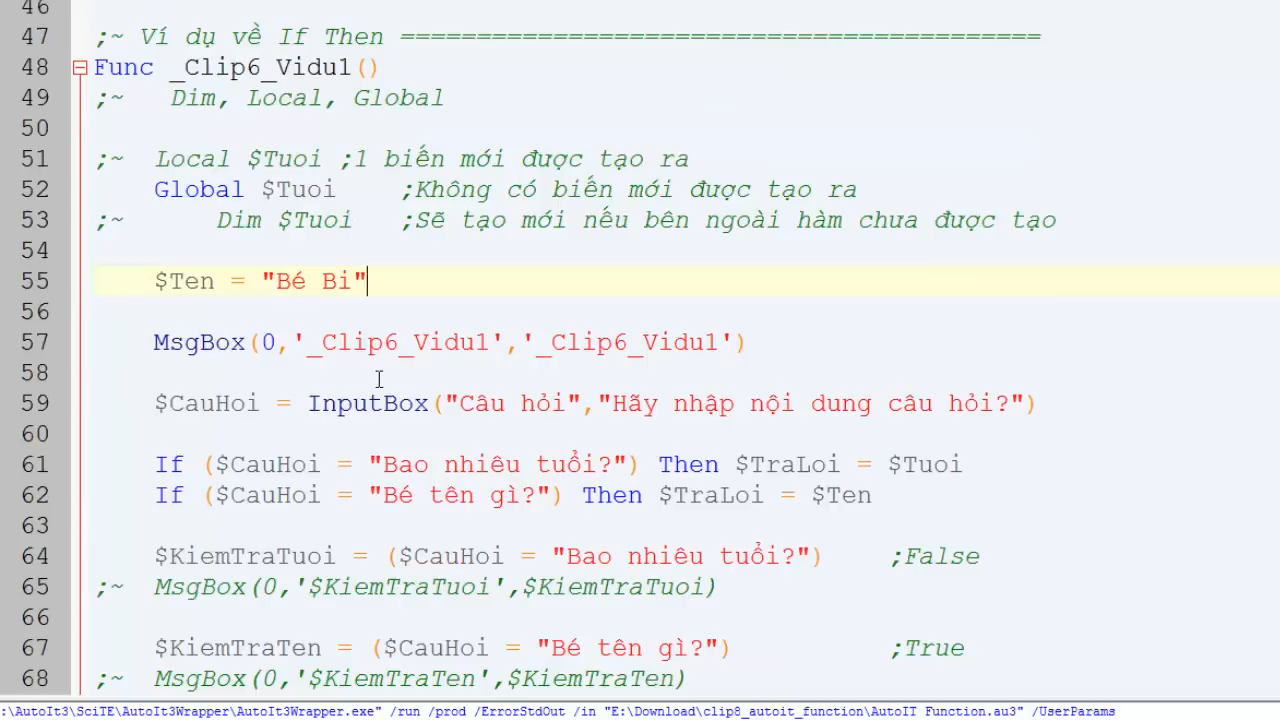 46
47 ;~ Ví dụ về If Then ==========================================
48 Func _Clip6_Vidu1()
49 ;~ Dim, Local, Global
50
51 ;~ Local $Tuoi ;1 biến mới được tạo ra
52 Global $Tuoi ;Không có biến mới được tạo ra
53 ;~ Dim $Tuoi ;Sẽ tạo mới nếu bên ngoài hàm chưa được tạo
54
55 $Ten = "Bé Bi"
56
57 MsgBox(0,'_Clip6_Vidu1','_Clip6_Vidu1')
58
59 $CauHoi = InputBox("Câu hỏi","Hãy nhập nội dung câu hỏi?")
60
61 If ($CauHoi = "Bao nhiêu tuổi?") Then $TraLoi = $Tuoi
62 If ($CauHoi = "Bé tên gì?") Then $TraLoi = $Ten
63
64 $KiemTraTuoi = ($CauHoi = "Bao nhiêu tuổi?") ;False
65 ;~ MsgBox(0,'$KiemTraTuoi',$KiemTraTuoi)
66
67 $KiemTraTen = ($CauHoi = "Bé tên gì?") ;True
68 ;~ MsgBox(0,'$KiemTraTen',$KiemTraTen)
:\AutoIt3\SciTE\AutoIt3Wrapper\AutoIt3Wrapper.exe" /run /prod /ErrorStdOut /in "E:\Download\clip8_autoit_function\AutoIT Function.au3" /UserParams